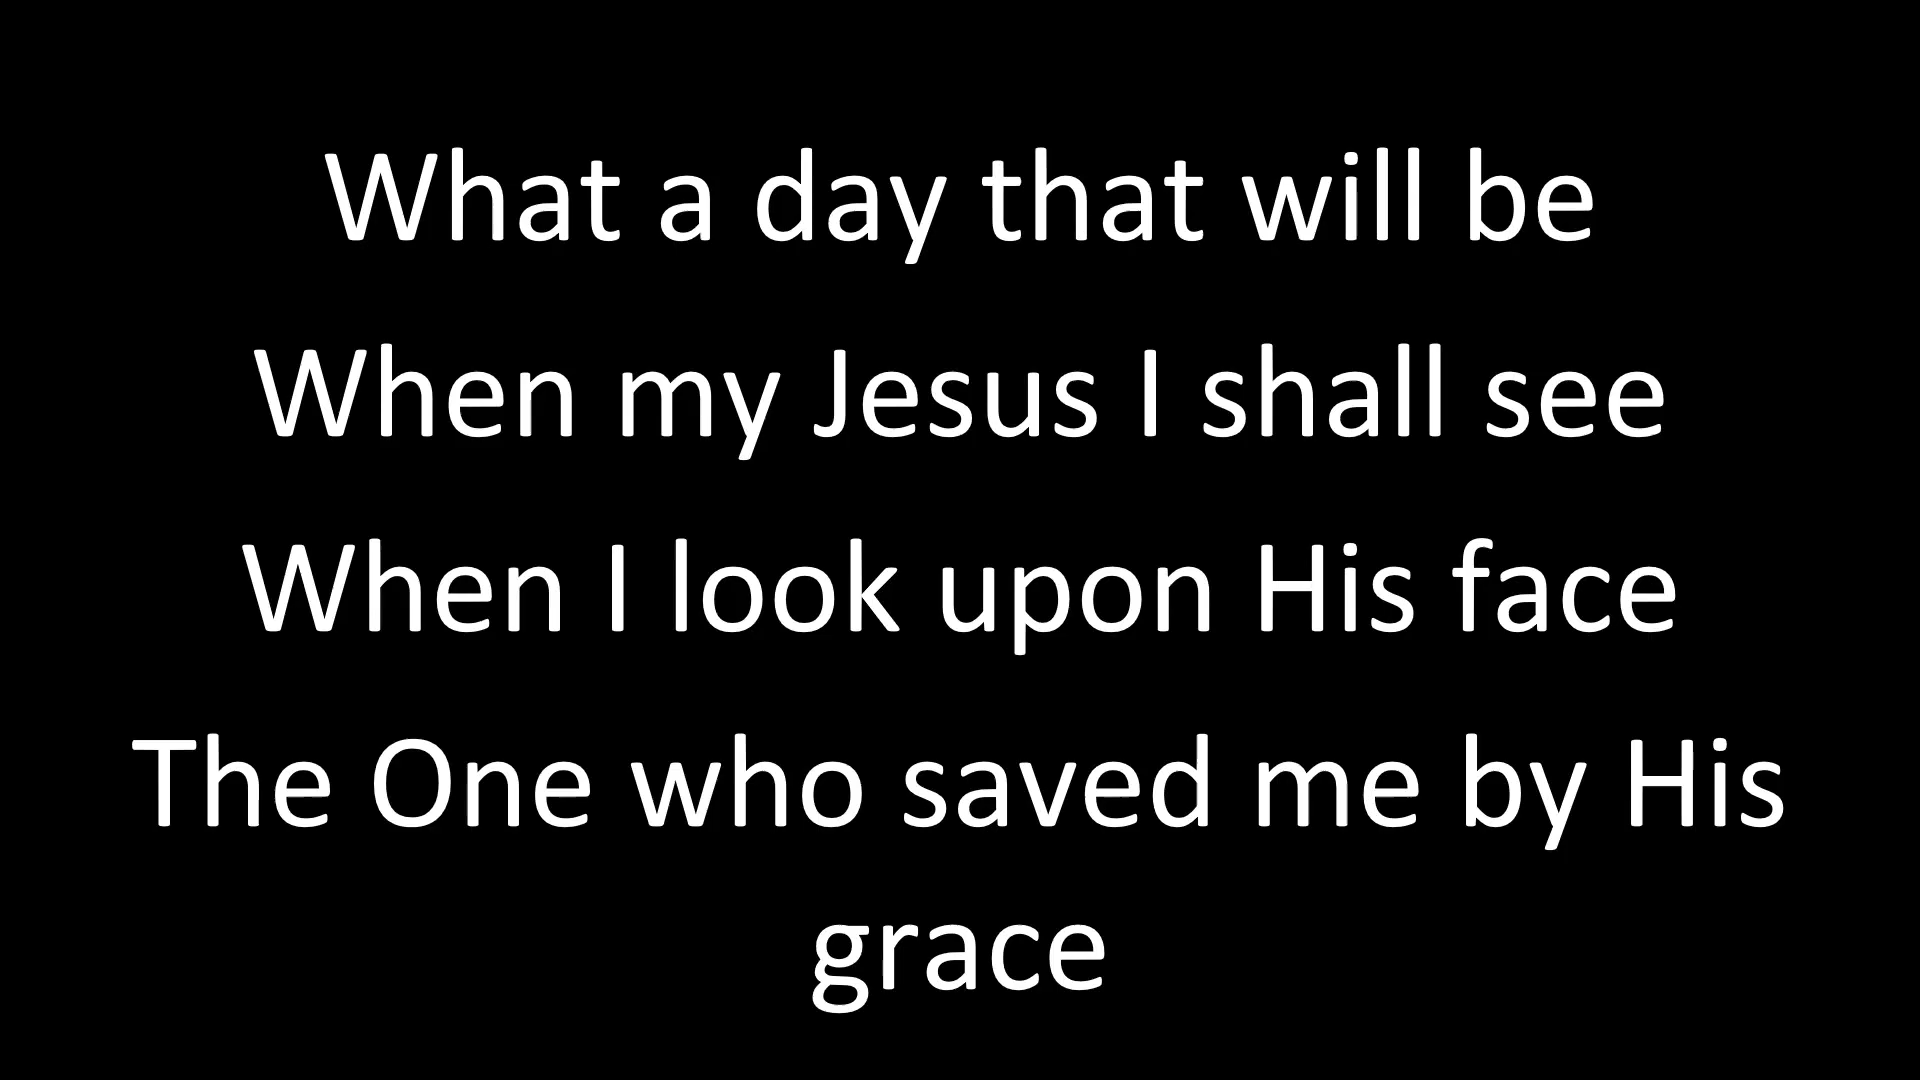 What a day that will be
When my Jesus I shall see
When I look upon His face
The One who saved me by His
grace